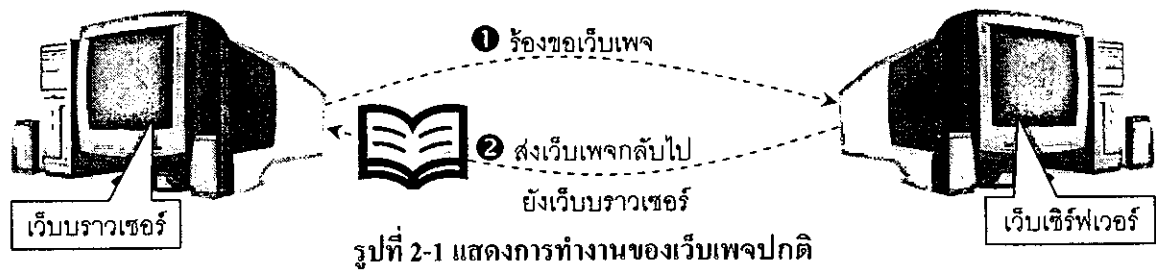 ❶ ร้องขอเว็บเพจ
❷ ส่งเว็บเพจกลับไป
ยังเว็บบราวเซอร์
เว็บบราวเซอร์
เว็บเซิร์ฟเวอร์
รูปที่ 2-1 แสดงการทำงานของเว็บเพจปกติ